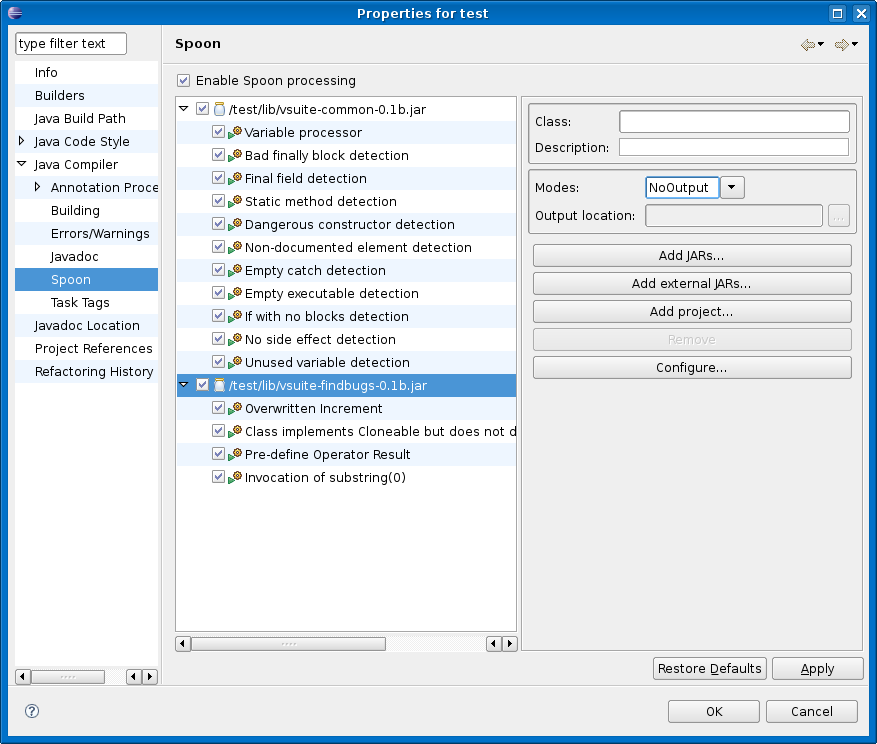 Properties for test
type filter text
Info
Builders
Java Build Path
Java Code Style
Java Compiler
Annotation Proce
Building
Errors/Warnings
Javadoc
Spoon
Task Tags
Javadoc Location
Project References
Refactoring History
Spoon
Enable Spoon processing
/test/lib/vsuite-common-0.1b.jar
Variable processor
Bad finally block detection
Final field detection
Static method detection
Dangerous constructor detection
Non-documented element detection
Empty catch detection
Empty executable detection
If with no blocks detection
No side effect detection
Unused variable detection
/test/lib/vsuite-findbugs-0.1b.jar
Overwritten Increment
Class implements Cloneable but does not d
Pre-define Operator Result
Invocation of substring(0)
Class:
Description:
Modes: NoOutput
Output location: ...
Add JARs...
Add external JARs...
Add project...
Remove
Configure...
Restore Defaults Apply
? OK Cancel